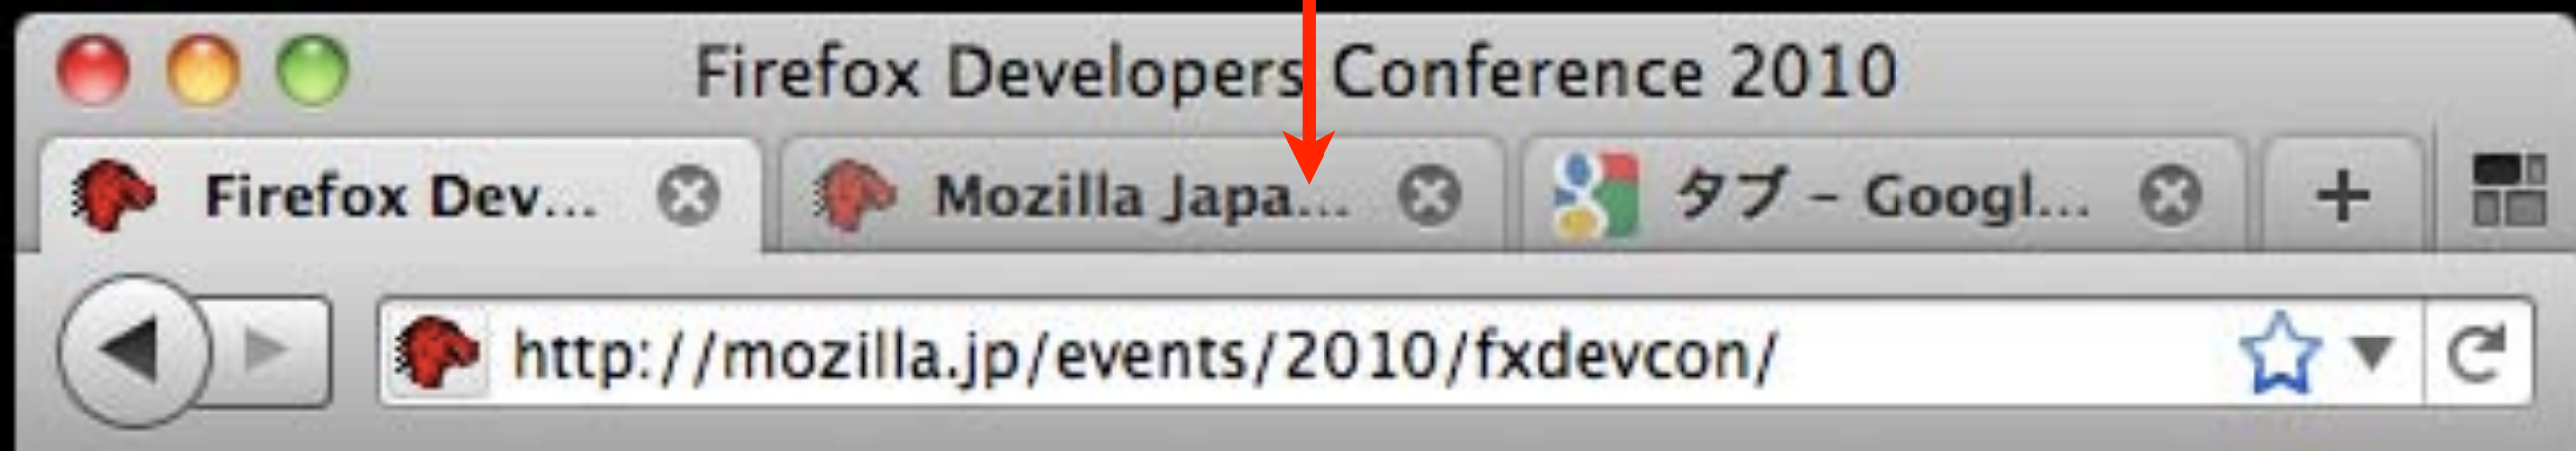 Firefox Developers Conference 2010
Firefox Dev... Mozilla Japa... タブ – Googl...
http://mozilla.jp/events/2010/fxdevcon/